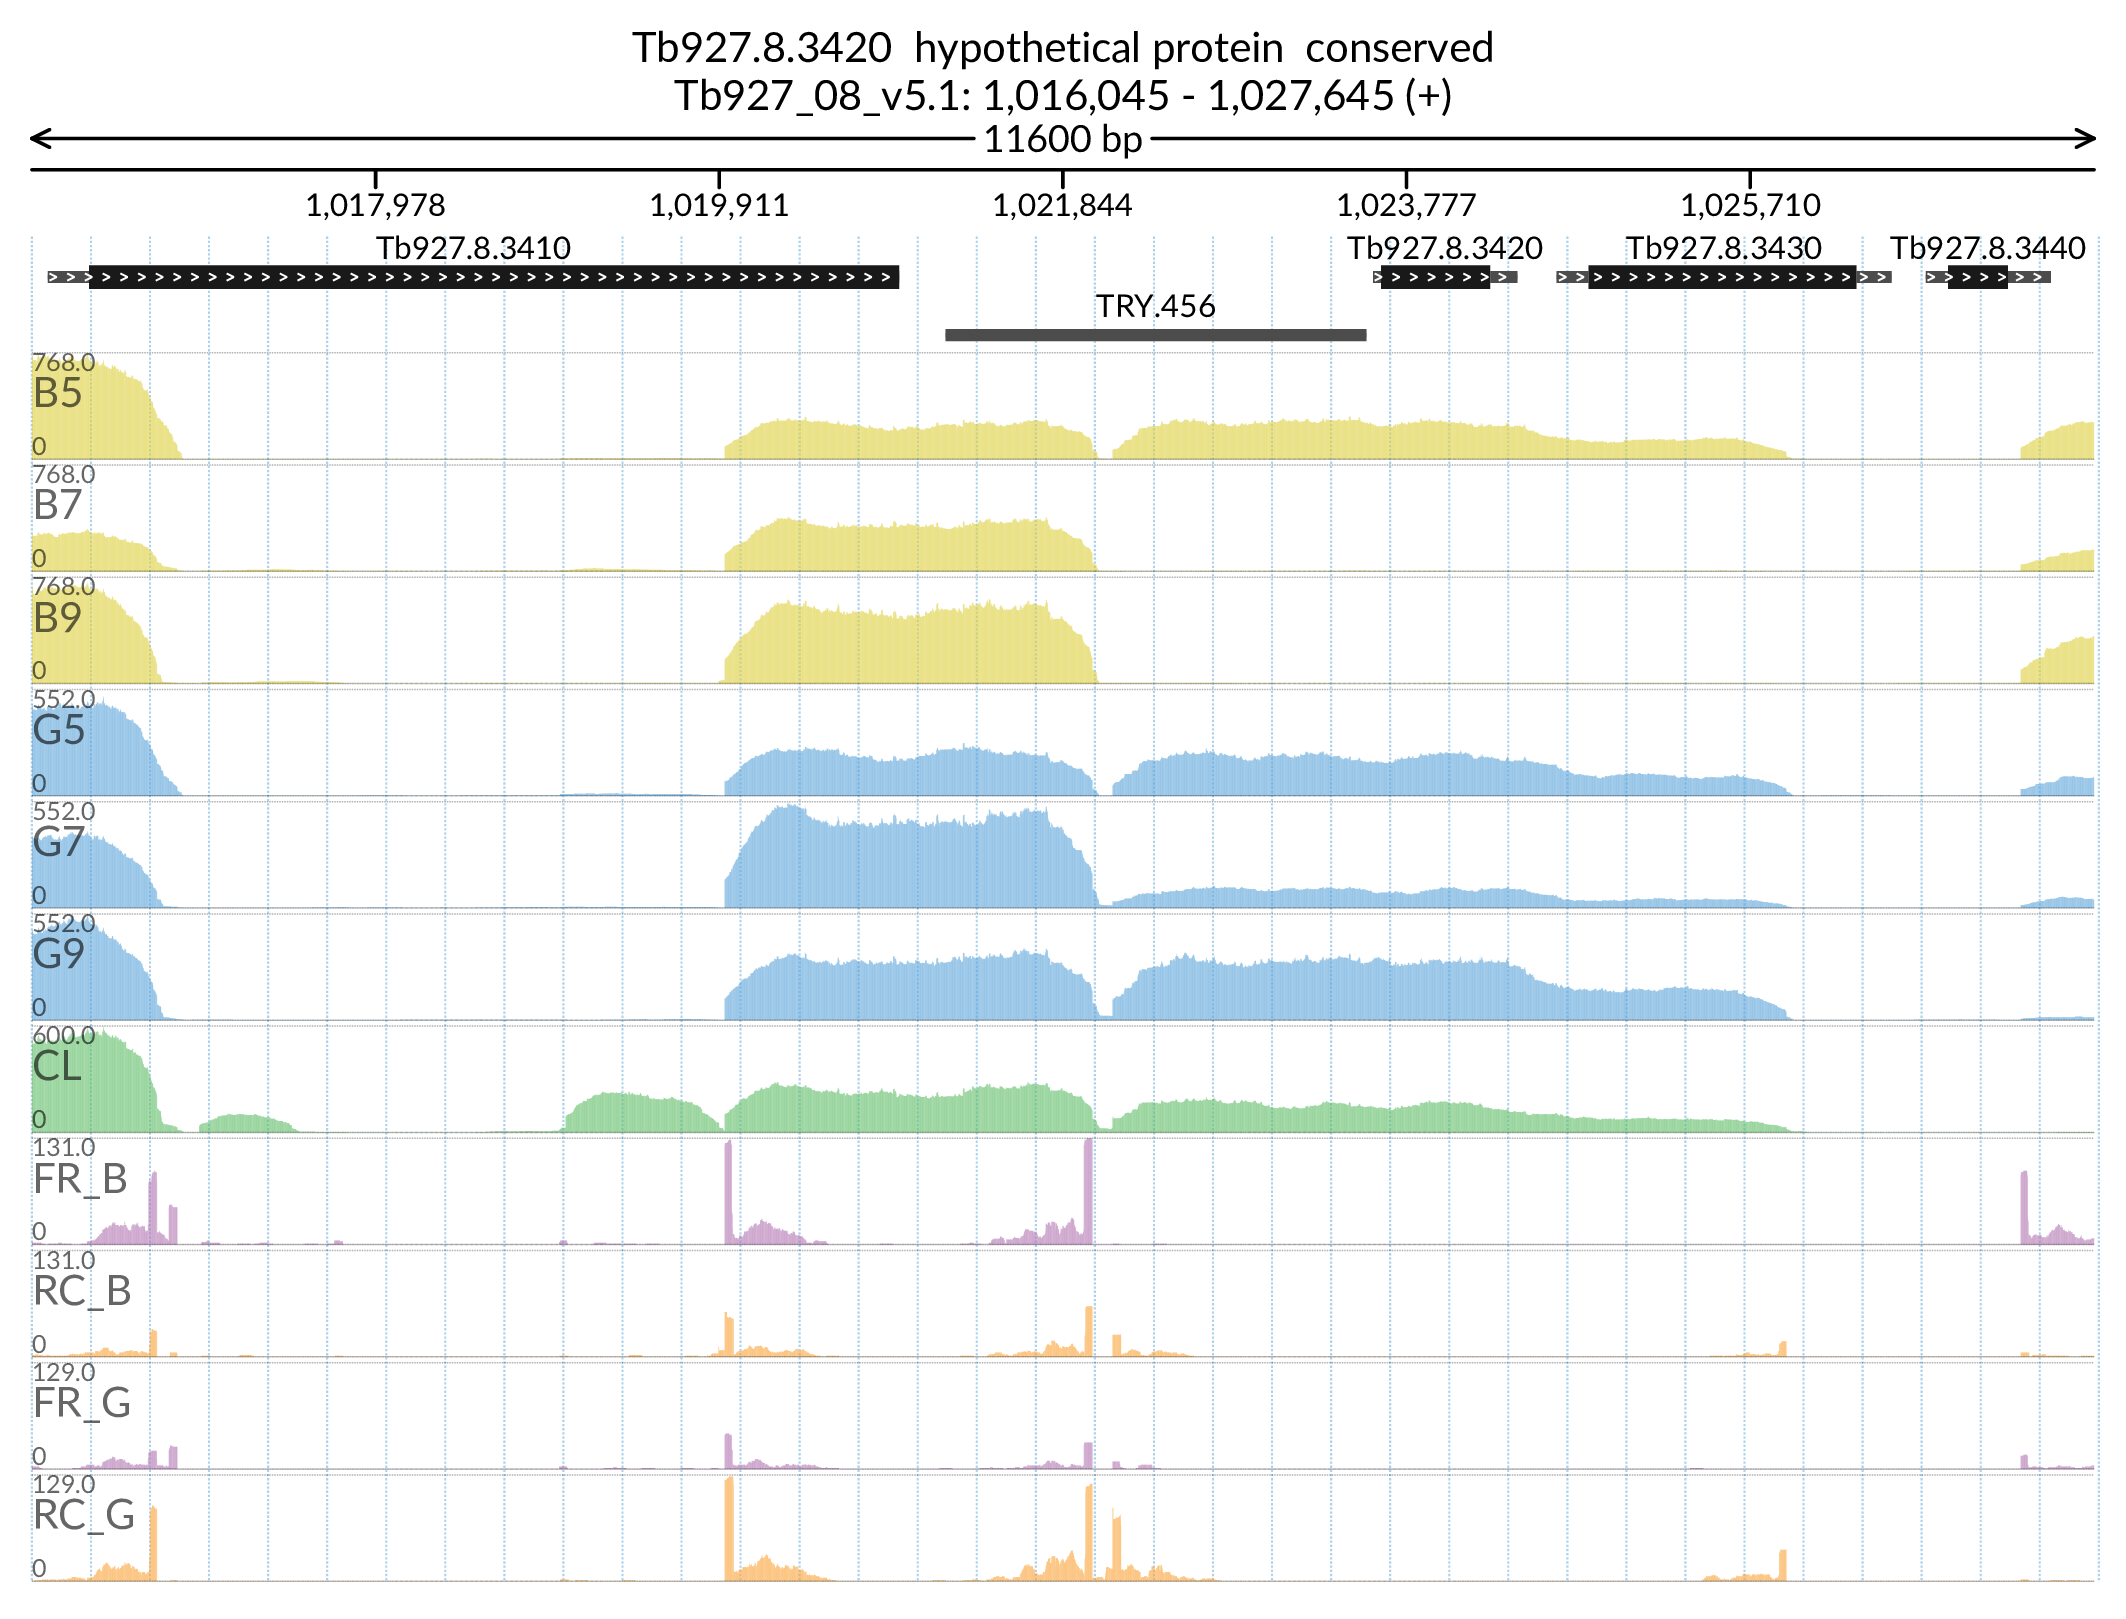 Tb927.8.3420  hypothetical protein  conserved
Tb927_08_v5.1: 1,016,045 - 1,027,645 (+)
11600 bp
1,017,978 1,019,911 1,021,844 1,023,777 1,025,710
Tb927.8.3410 Tb927.8.3420 Tb927.8.3430 Tb927.8.3440
TRY.456
768.0
B5
0
768.0
B7
0
768.0
B9
0
552.0
G5
0
552.0
G7
0
552.0
G9
0
600.0
CL
0
131.0
FR_B
0
131.0
RC_B
0
129.0
FR_G
0
129.0
RC_G
0